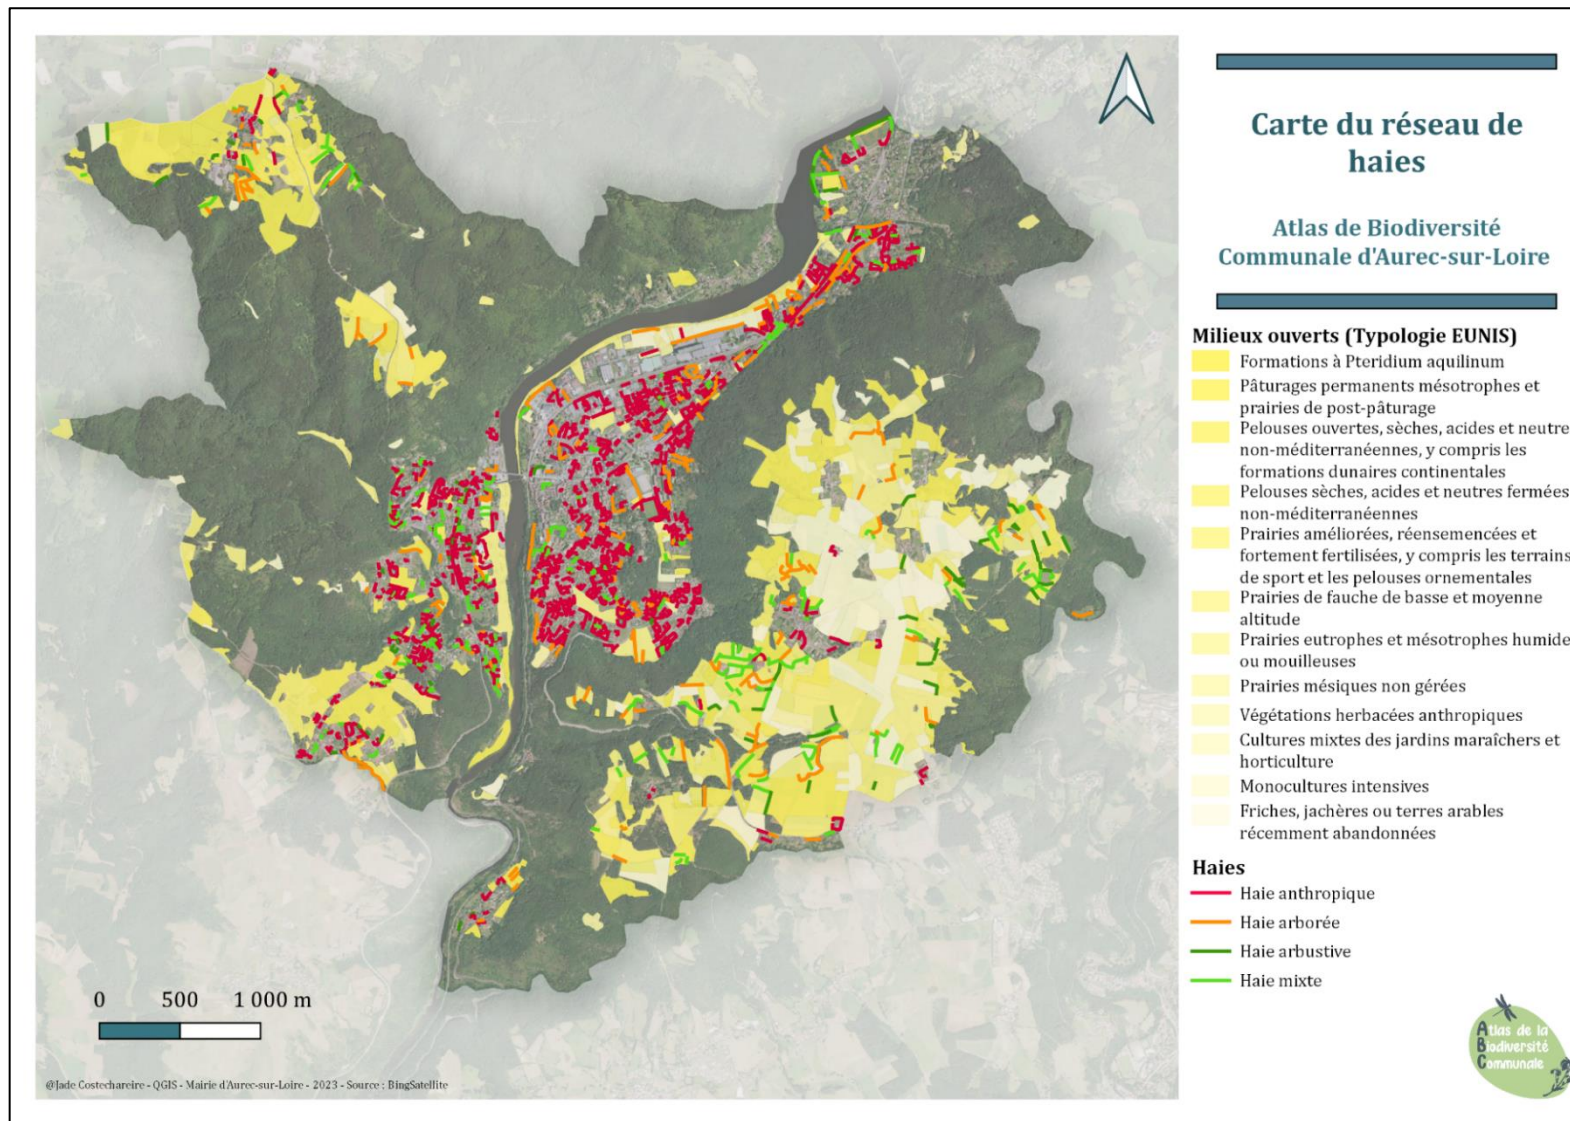 Carte du réseau de
haies
Atlas de Biodiversité
Communale d'Aurec-sur-Loire
Milieux ouverts (Typologie EUNIS)
Formations à Pteridium aquilinum
Pâturages permanents mésotrophes et
prairies de post-pâturage
Pelouses ouvertes, sèches, acides et neutre
non-méditerranéennes, y compris les
formations dunaires continentales
Pelouses sèches, acides et neutres fermées
non-méditerranéennes
Prairies améliorées, réensemencées et
fortement fertilisées, y compris les terrains
de sport et les pelouses ornementales
Prairies de fauche de basse et moyenne
altitude
Prairies eutrophes et mésotrophes humide
ou mouilleuses
Prairies mésiques non gérées
Végétations herbacées anthropiques
Cultures mixtes des jardins maraîchers et
horticulture
Monocultures intensives
Friches, jachères ou terres arables
récemment abandonnées
Haies
Haie anthropique
Haie arborée
Haie arbustive
Haie mixte
0 500 1 000 m
@Jade Costechareire - QGIS - Mairie d'Aurec-sur-Loire - 2023 - Source : BingSatellite
Atlas de la
Biodiversité
Communale